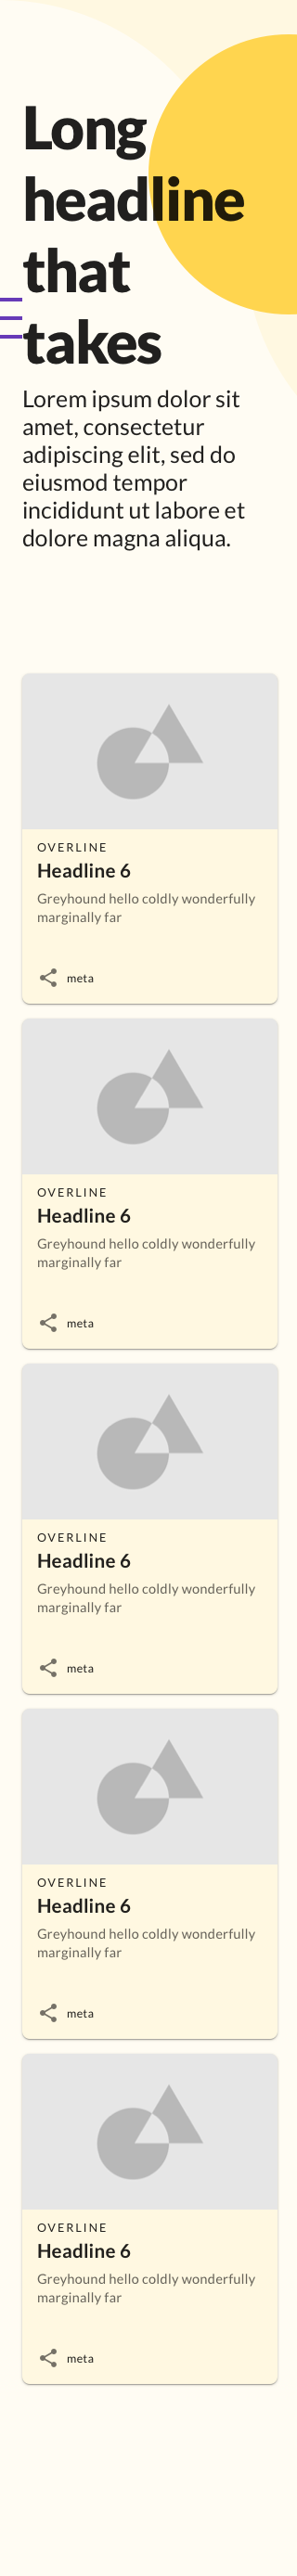 Long
headline
that
takes
Lorem ipsum dolor sit
amet, consectetur
adipiscing elit, sed do
eiusmod tempor
incididunt ut labore et
dolore magna aliqua.
OVERLINE
Headline 6
Greyhound hello coldly wonderfully
marginally far
meta
OVERLINE
Headline 6
Greyhound hello coldly wonderfully
marginally far
meta
OVERLINE
Headline 6
Greyhound hello coldly wonderfully
marginally far
meta
OVERLINE
Headline 6
Greyhound hello coldly wonderfully
marginally far
meta
OVERLINE
Headline 6
Greyhound hello coldly wonderfully
marginally far
meta